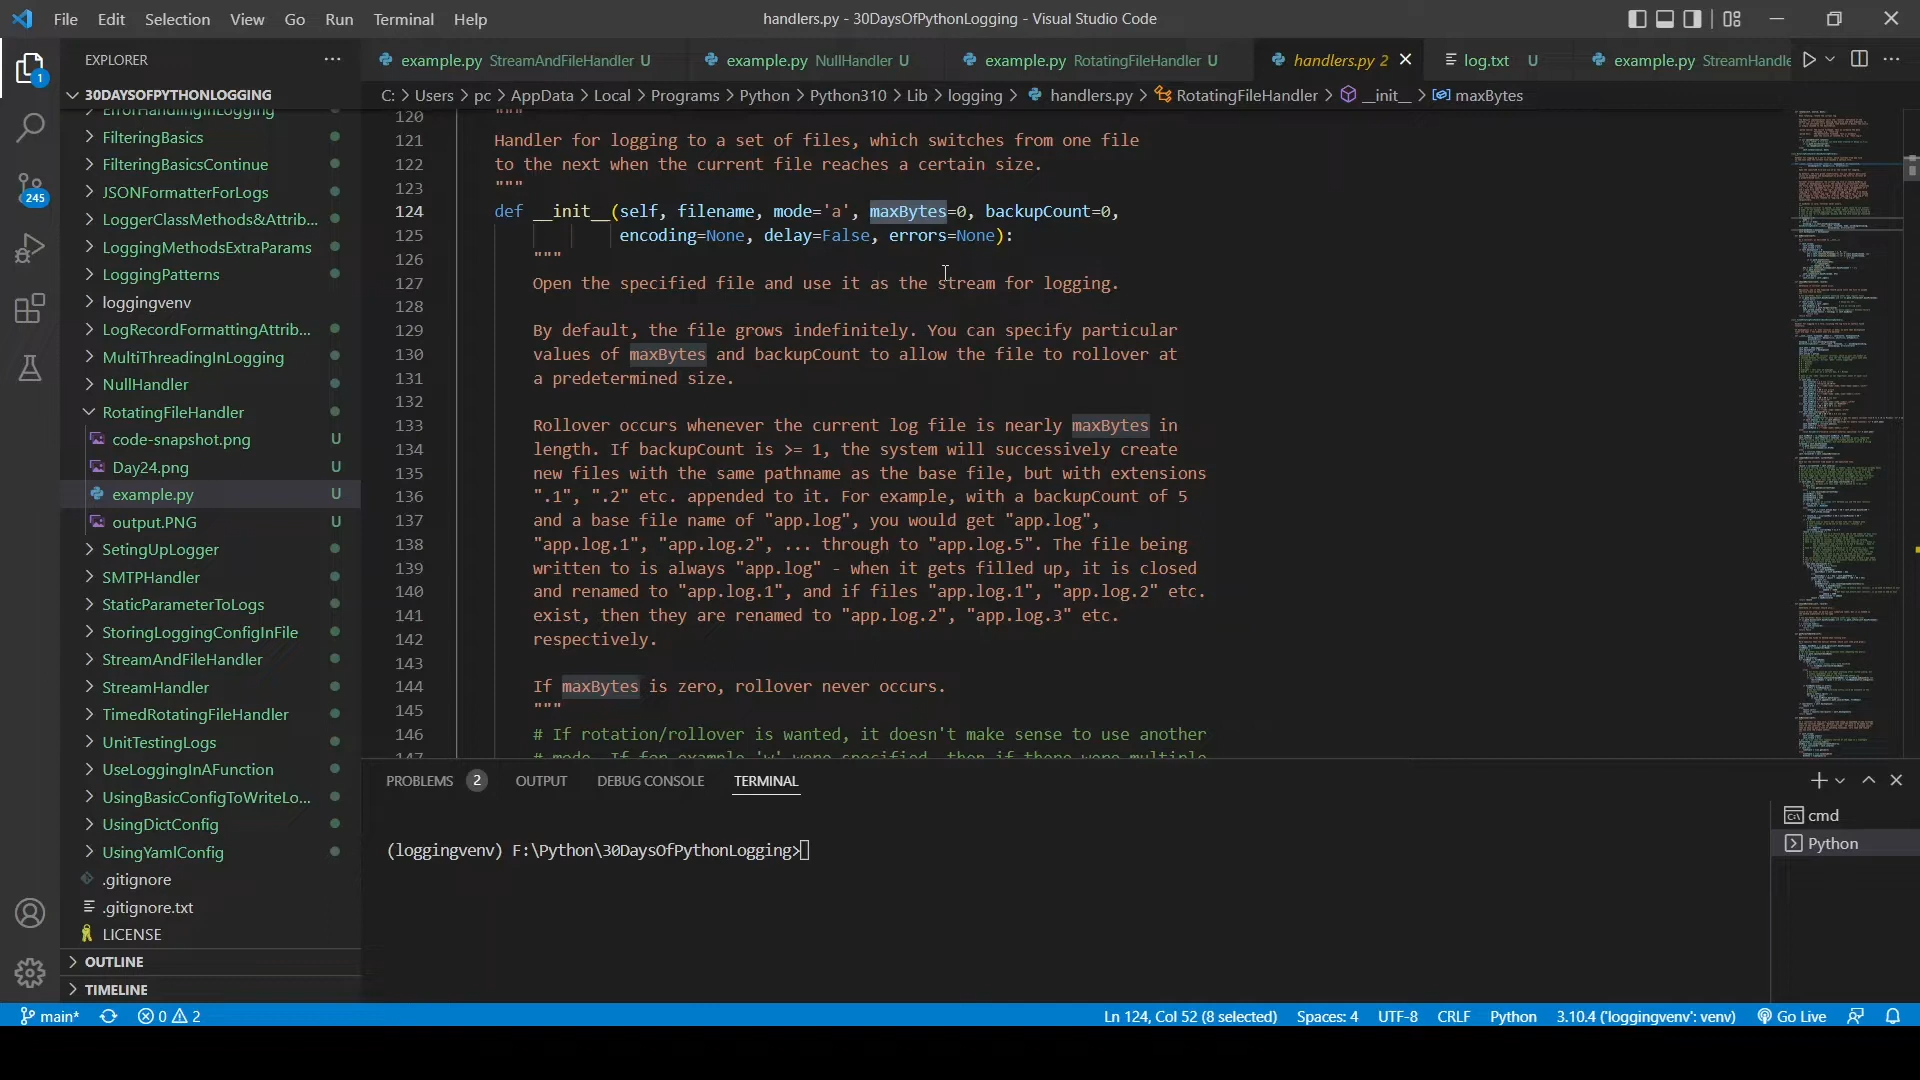 File Edit Selection View Go Run Terminal Help
handlers.py - 30DaysOfPythonLogging - Visual Studio Code
EXPLORER
example.py StreamAndFileHandler U
example.py NullHandler U
example.py RotatingFileHandler U
handlers.py 2
log.txt U
example.py StreamHandle
30DAYSOFPYTHONLOGGING
C: > Users > pc > AppData > Local > Programs > Python > Python310 > Lib > logging > handlers.py > RotatingFileHandler > __init__ > maxBytes
1
245
ErrorHandlingInLogging
FilteringBasics
FilteringBasicsContinue
JSONFormatterForLogs
LoggerClassMethods&Attrib...
LoggingMethodsExtraParams
LoggingPatterns
loggingvenv
LogRecordFormattingAttrib...
MultiThreadingInLogging
NullHandler
RotatingFileHandler
code-snapshot.png U
Day24.png U
example.py U
output.PNG U
SetingUpLogger
SMTPHandler
StaticParameterToLogs
StoringLoggingConfigInFile
StreamAndFileHandler
StreamHandler
TimedRotatingFileHandler
UnitTestingLogs
UseLoggingInAFunction
UsingBasicConfigToWriteLo...
UsingDictConfig
UsingYamlConfig
.gitignore
.gitignore.txt
LICENSE
OUTLINE
TIMELINE
120 """
121 Handler for logging to a set of files, which switches from one file
122 to the next when the current file reaches a certain size.
123 """
124 def __init__(self, filename, mode='a', maxBytes=0, backupCount=0,
125 encoding=None, delay=False, errors=None):
126 """
127 Open the specified file and use it as the stream for logging.
128
129 By default, the file grows indefinitely. You can specify particular
130 values of maxBytes and backupCount to allow the file to rollover at
131 a predetermined size.
132
133 Rollover occurs whenever the current log file is nearly maxBytes in
134 length. If backupCount is >= 1, the system will successively create
135 new files with the same pathname as the base file, but with extensions
136 ".1", ".2" etc. appended to it. For example, with a backupCount of 5
137 and a base file name of "app.log", you would get "app.log",
138 "app.log.1", "app.log.2", ... through to "app.log.5". The file being
139 written to is always "app.log" - when it gets filled up, it is closed
140 and renamed to "app.log.1", and if files "app.log.1", "app.log.2" etc.
141 exist, then they are renamed to "app.log.2", "app.log.3" etc.
142 respectively.
143
144 If maxBytes is zero, rollover never occurs.
145 """
146 # If rotation/rollover is wanted, it doesn't make sense to use another
147 # mode. If for example 'w' were specified, then if there were multiple
PROBLEMS 2 OUTPUT DEBUG CONSOLE TERMINAL
(loggingvenv) F:\Python\30DaysOfPythonLogging>
cmd
Python
main* 0 2
Ln 124, Col 52 (8 selected) Spaces: 4 UTF-8 CRLF Python 3.10.4 ('loggingvenv': venv) Go Live